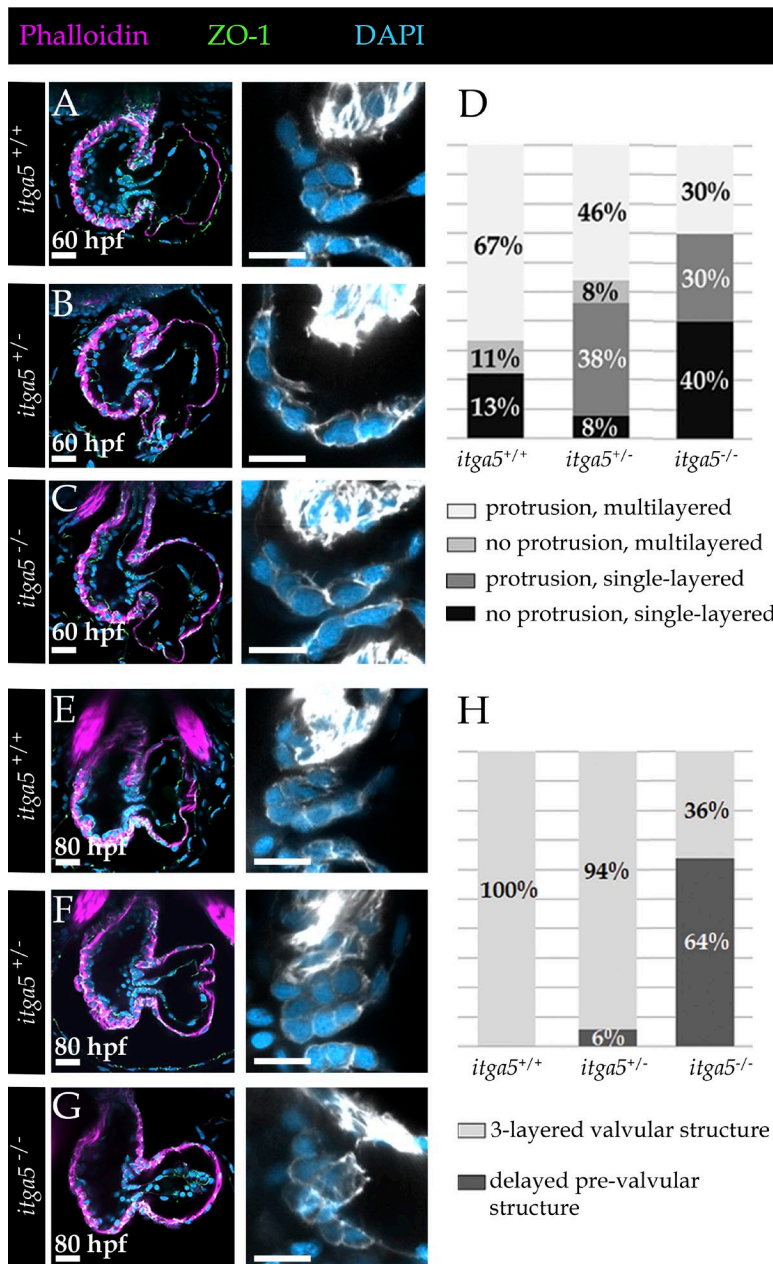 Phalloidin ZO-1 DAPI
A
itga5+/+
60 hpf
B
itga5+/-
60 hpf
C
itga5-/-
60 hpf
D
67%
11%
13%
46%
8%
38%
8%
30%
30%
40%
itga5+/+ itga5+/- itga5-/-
protrusion, multilayered
no protrusion, multilayered
protrusion, single-layered
no protrusion, single-layered
E
itga5+/+
80 hpf
F
itga5+/-
80 hpf
G
itga5-/-
80 hpf
H
100%
94%
6%
36%
64%
itga5+/+ itga5+/- itga5-/-
3-layered valvular structure
delayed pre-valvular
structure